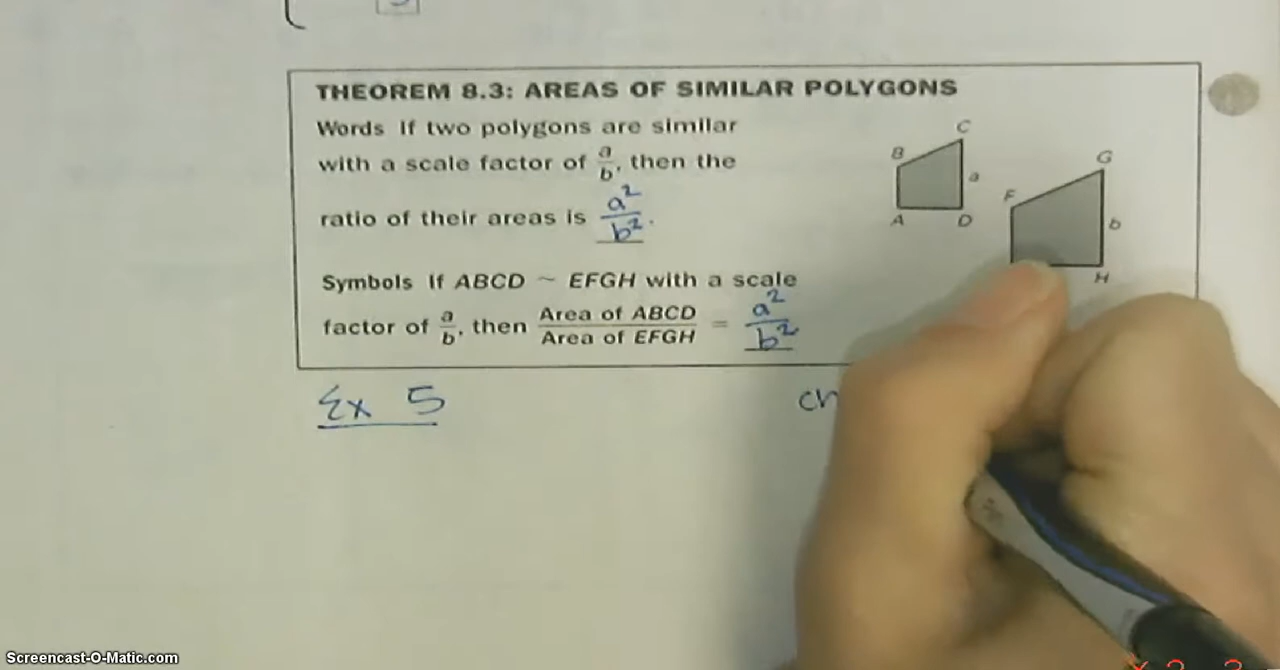 THEOREM 8.3: AREAS OF SIMILAR POLYGONS
Words If two polygons are similar
with a scale factor of a/b, then the
ratio of their areas is a²/b².
Symbols If ABCD ~ EFGH with a scale
factor of a/b, then Area of ABCD/Area of EFGH = a²/b²
B
C
a
A
D
F
G
b
H
Ex 5
Screencast-O-Matic.com